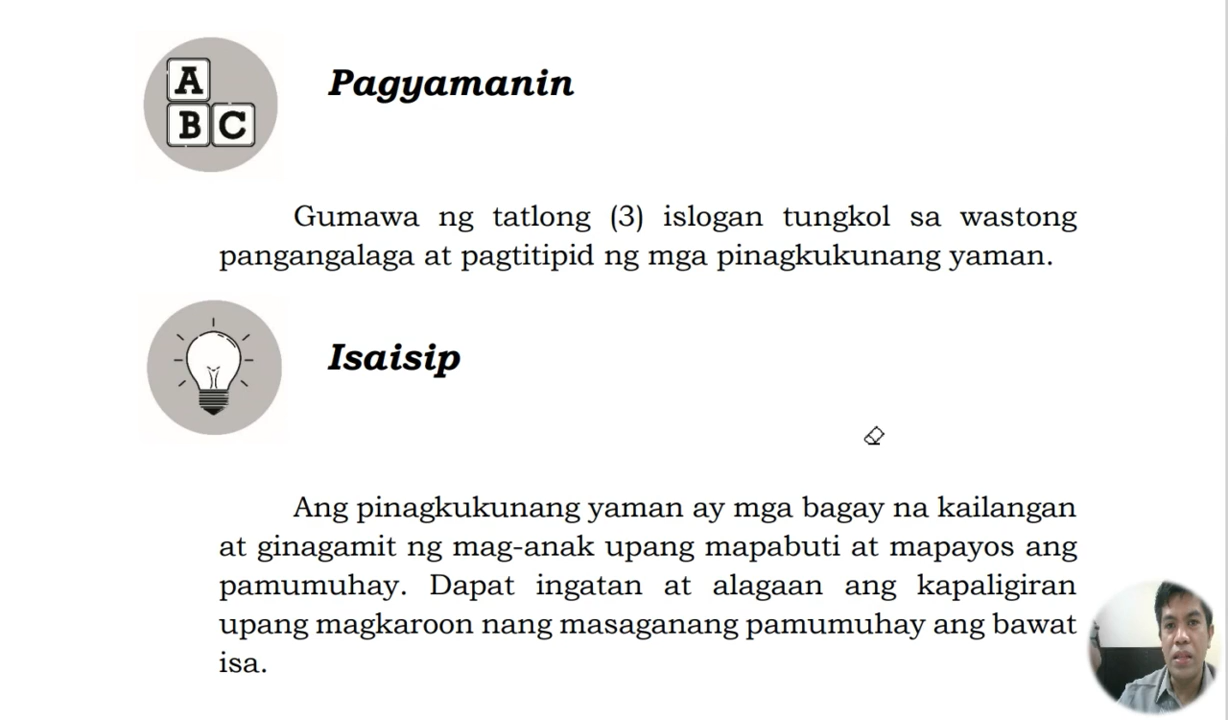 A
B C
Pagyamanin
Gumawa ng tatlong (3) islogan tungkol sa wastong
pangangalaga at pagtitipid ng mga pinagkukunang yaman.
Isaisip
Ang pinagkukunang yaman ay mga bagay na kailangan
at ginagamit ng mag-anak upang mapabuti at mapayos ang
pamumuhay. Dapat ingatan at alagaan ang kapaligiran
upang magkaroon nang masaganang pamumuhay ang bawat
isa.